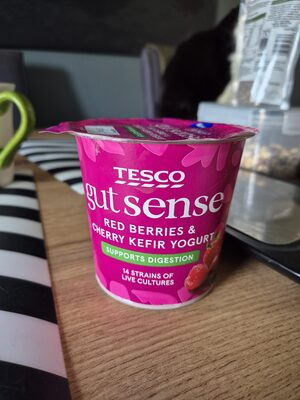 TESCO
gut sense
RED BERRIES &
CHERRY KEFIR YOGURT
SUPPORTS DIGESTION
14 STRAINS OF
LIVE CULTURES